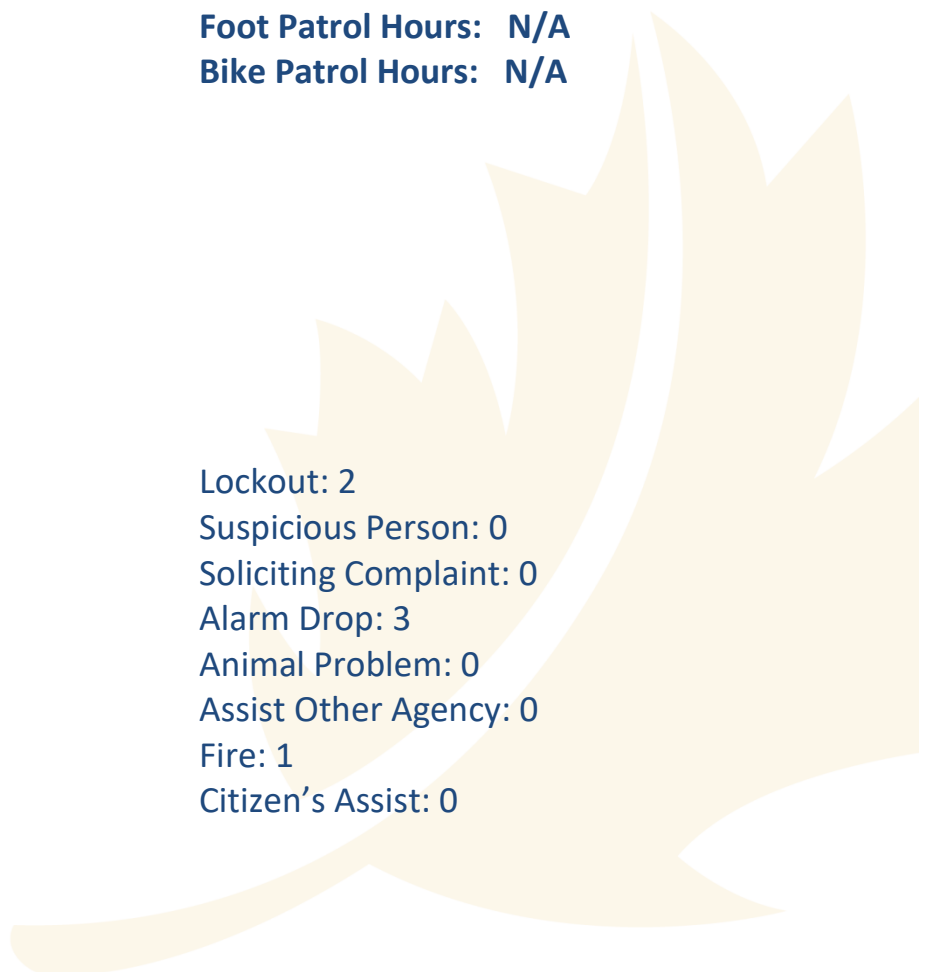 Foot Patrol Hours: N/A
Bike Patrol Hours: N/A
Lockout: 2
Suspicious Person: 0
Soliciting Complaint: 0
Alarm Drop: 3
Animal Problem: 0
Assist Other Agency: 0
Fire: 1
Citizen’s Assist: 0